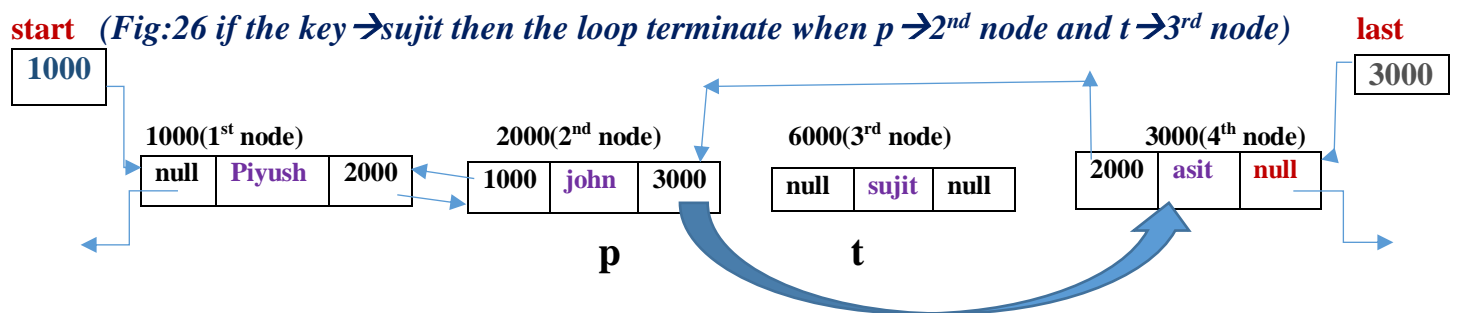 start (Fig:26 if the key→sujit then the loop terminate when p→2nd node and t→3rd node) last
1000 3000
1000(1st node) 2000(2nd node) 6000(3rd node) 3000(4th node)
null Piyush 2000 1000 john 3000 null sujit null 2000 asit null
p t